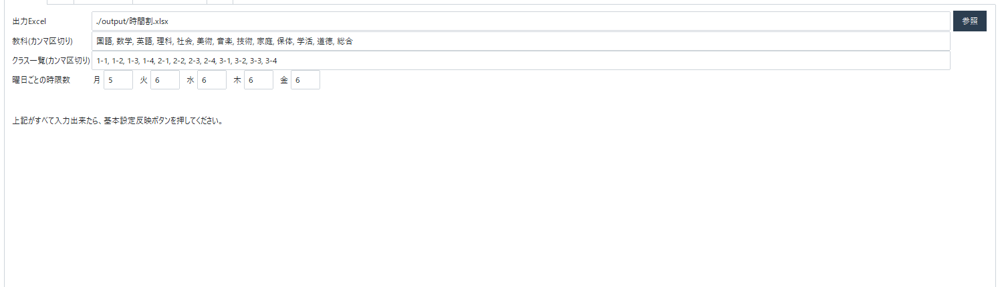 出力Excel ./output/時間割.xlsx 参照
教科(カンマ区切り) 国語, 数学, 英語, 理科, 社会, 美術, 音楽, 技術, 家庭, 保体, 学活, 道徳, 総合
クラス一覧(カンマ区切り) 1-1, 1-2, 1-3, 1-4, 2-1, 2-2, 2-3, 2-4, 3-1, 3-2, 3-3, 3-4
曜日ごとの時限数 月 5 火 6 水 6 木 6 金 6
上記がすべて入力出来たら、基本設定反映ボタンを押してください。